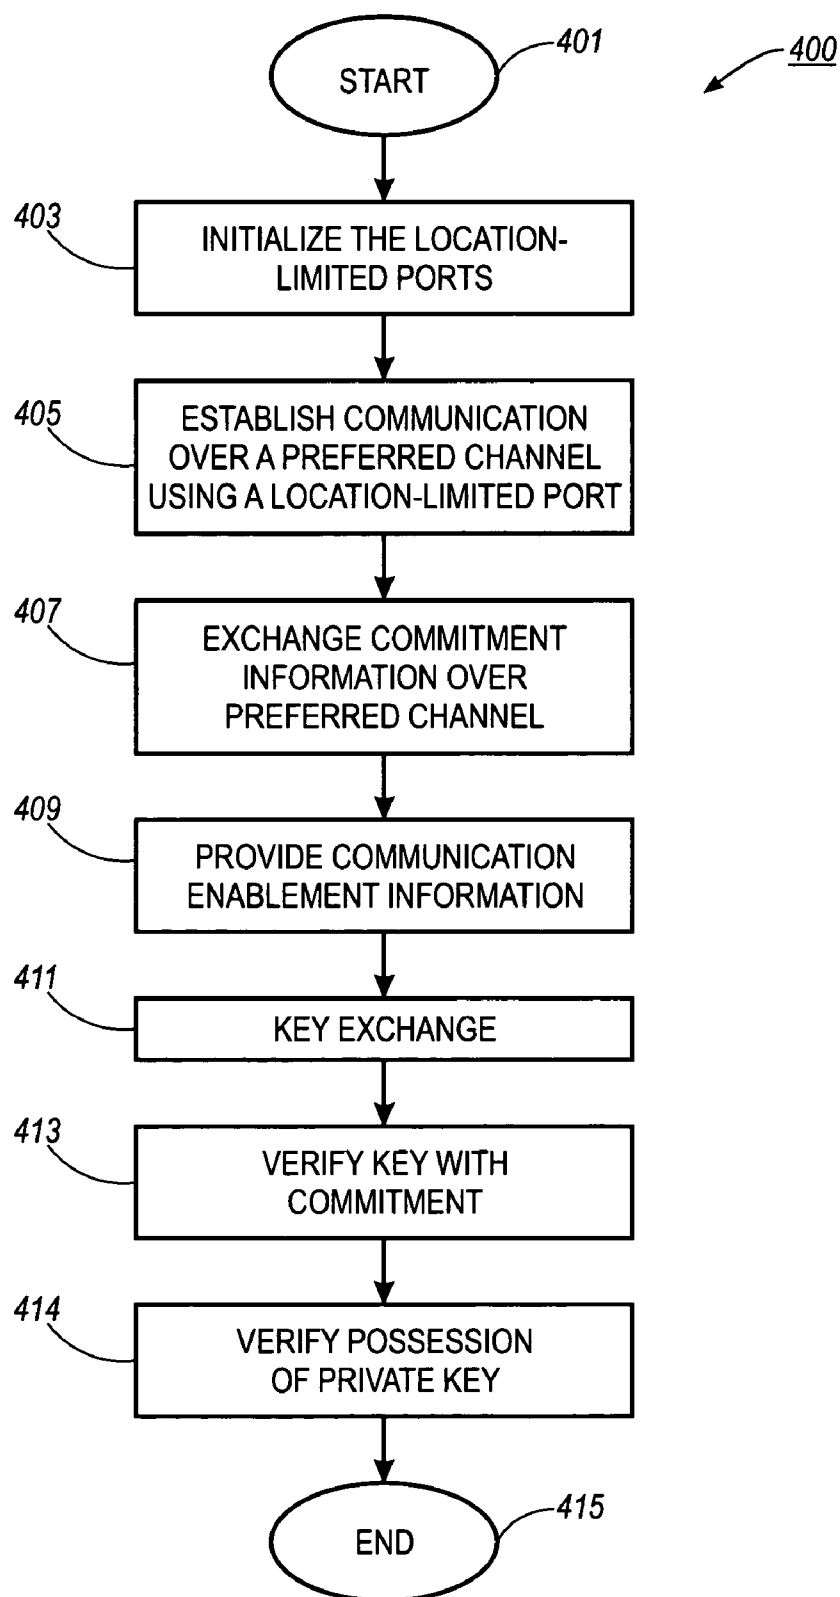 401
400
START
403
INITIALIZE THE LOCATION-
LIMITED PORTS
405
ESTABLISH COMMUNICATION
OVER A PREFERRED CHANNEL
USING A LOCATION-LIMITED PORT
407
EXCHANGE COMMITMENT
INFORMATION OVER
PREFERRED CHANNEL
409
PROVIDE COMMUNICATION
ENABLEMENT INFORMATION
411
KEY EXCHANGE
413
VERIFY KEY WITH
COMMITMENT
414
VERIFY POSSESSION
OF PRIVATE KEY
415
END